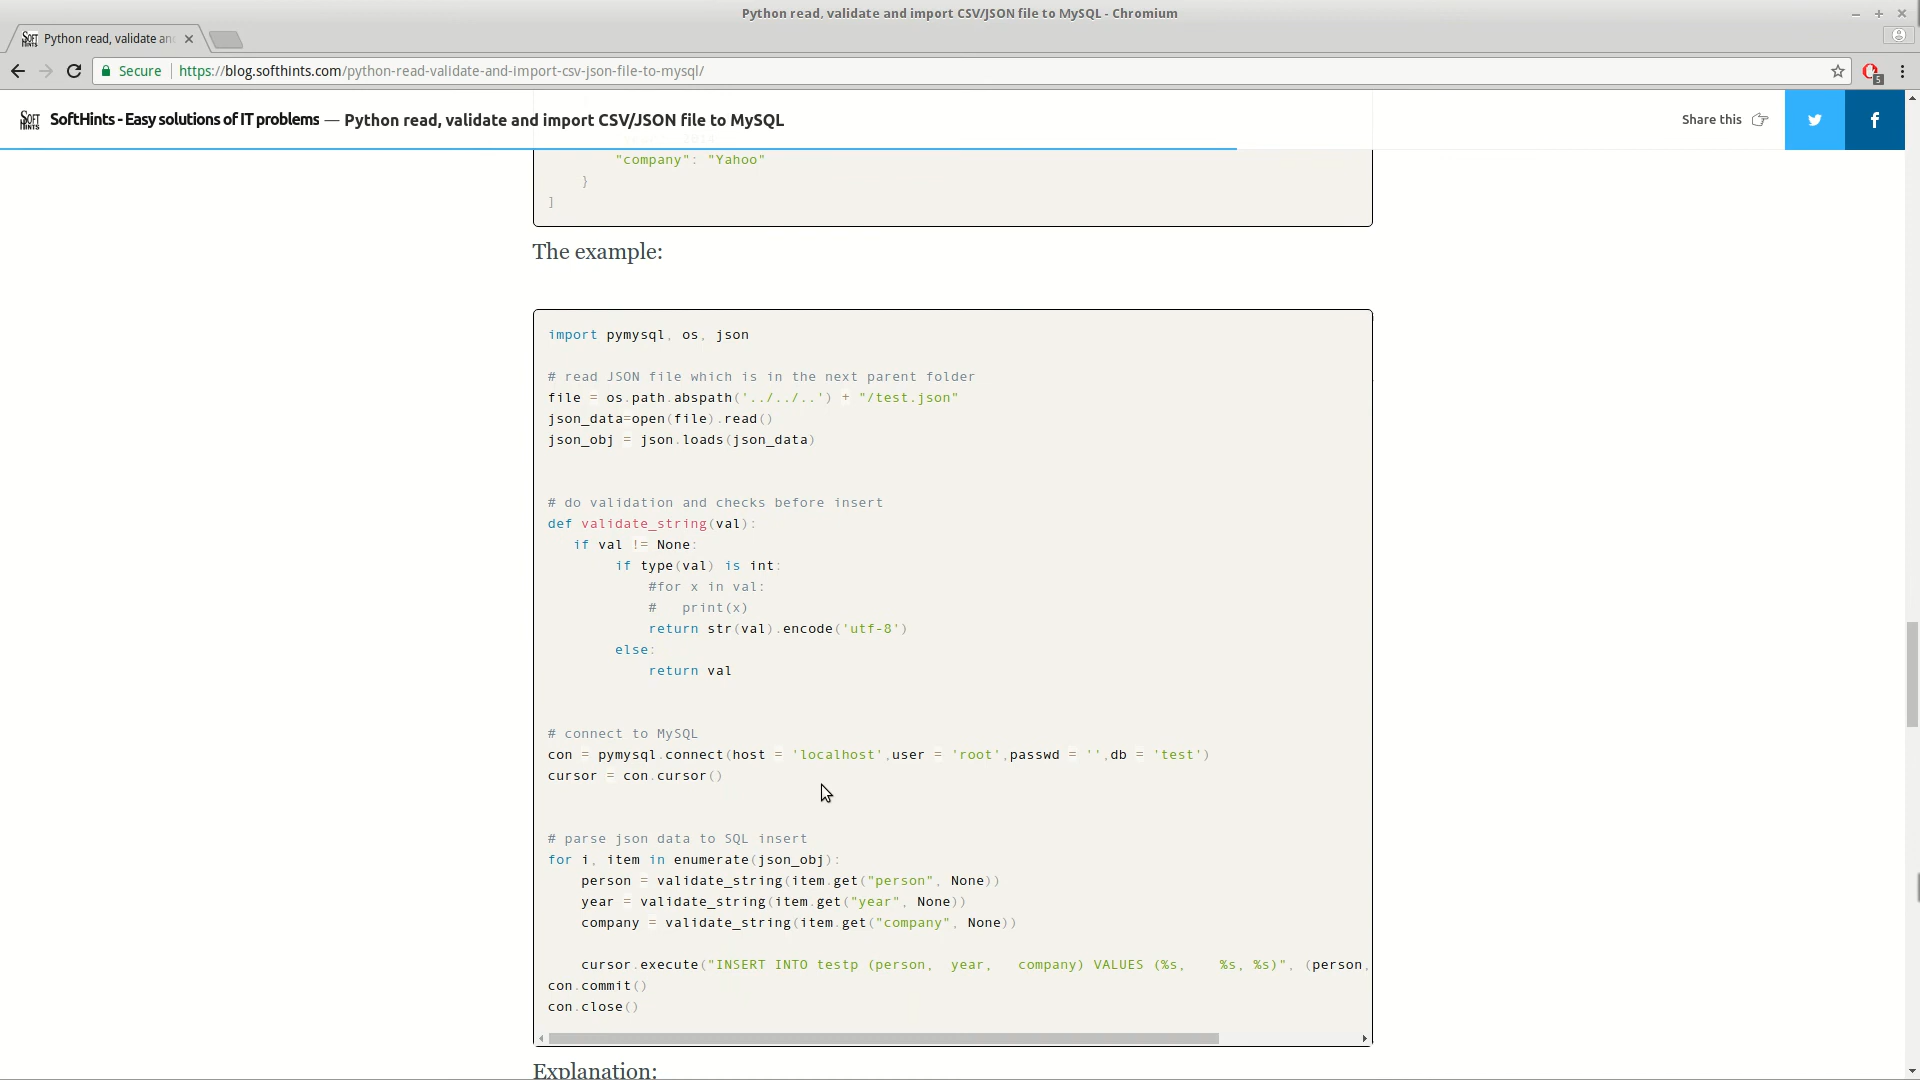 Python read, validate and import CSV/JSON file to MySQL - Chromium
Python read, validate an
Secure https://blog.softhints.com/python-read-validate-and-import-csv-json-file-to-mysql/
5
SOFT HINTS SoftHints - Easy solutions of IT problems — Python read, validate and import CSV/JSON file to MySQL Share this
"company": "Yahoo"
}
]
The example:
import pymysql, os, json
# read JSON file which is in the next parent folder
file = os.path.abspath('../../..') + "/test.json"
json_data=open(file).read()
json_obj = json.loads(json_data)
# do validation and checks before insert
def validate_string(val):
if val != None:
if type(val) is int:
#for x in val:
#   print(x)
return str(val).encode('utf-8')
else:
return val
# connect to MySQL
con = pymysql.connect(host = 'localhost',user = 'root',passwd = '',db = 'test')
cursor = con.cursor()
# parse json data to SQL insert
for i, item in enumerate(json_obj):
person = validate_string(item.get("person", None))
year = validate_string(item.get("year", None))
company = validate_string(item.get("company", None))
cursor.execute("INSERT INTO testp (person,  year,   company) VALUES (%s,    %s, %s)", (person,
con.commit()
con.close()
Explanation: